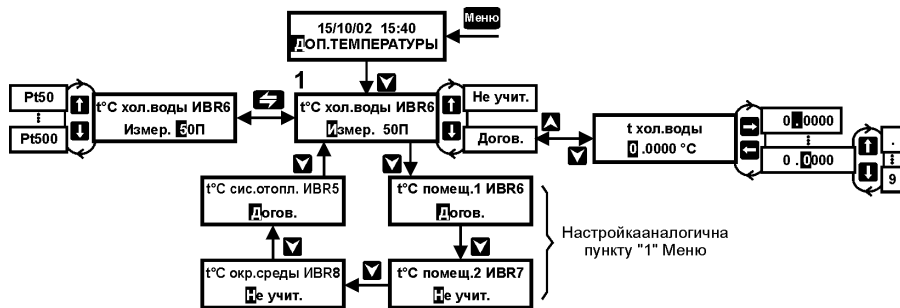 15/10/02 15:40
Меню
ДОП.ТЕМПЕРАТУРЫ
1
Pt50
Pt500
t°C хол.воды ИВR6
Измер. 50П
t°C хол.воды ИВR6
Измер. 50П
Не учит.
Догов.
t хол.воды
0.0000 °C
0.0000
0.0000
.
9
t°C сис.отопл. ИВR5
Догов.
t°C помещ.1 ИВR6
Догов.
t°C окр.среды ИВR8
Не учит.
t°C помещ.2 ИВR7
Не учит.
Настройкааналогична
пункту "1" Меню